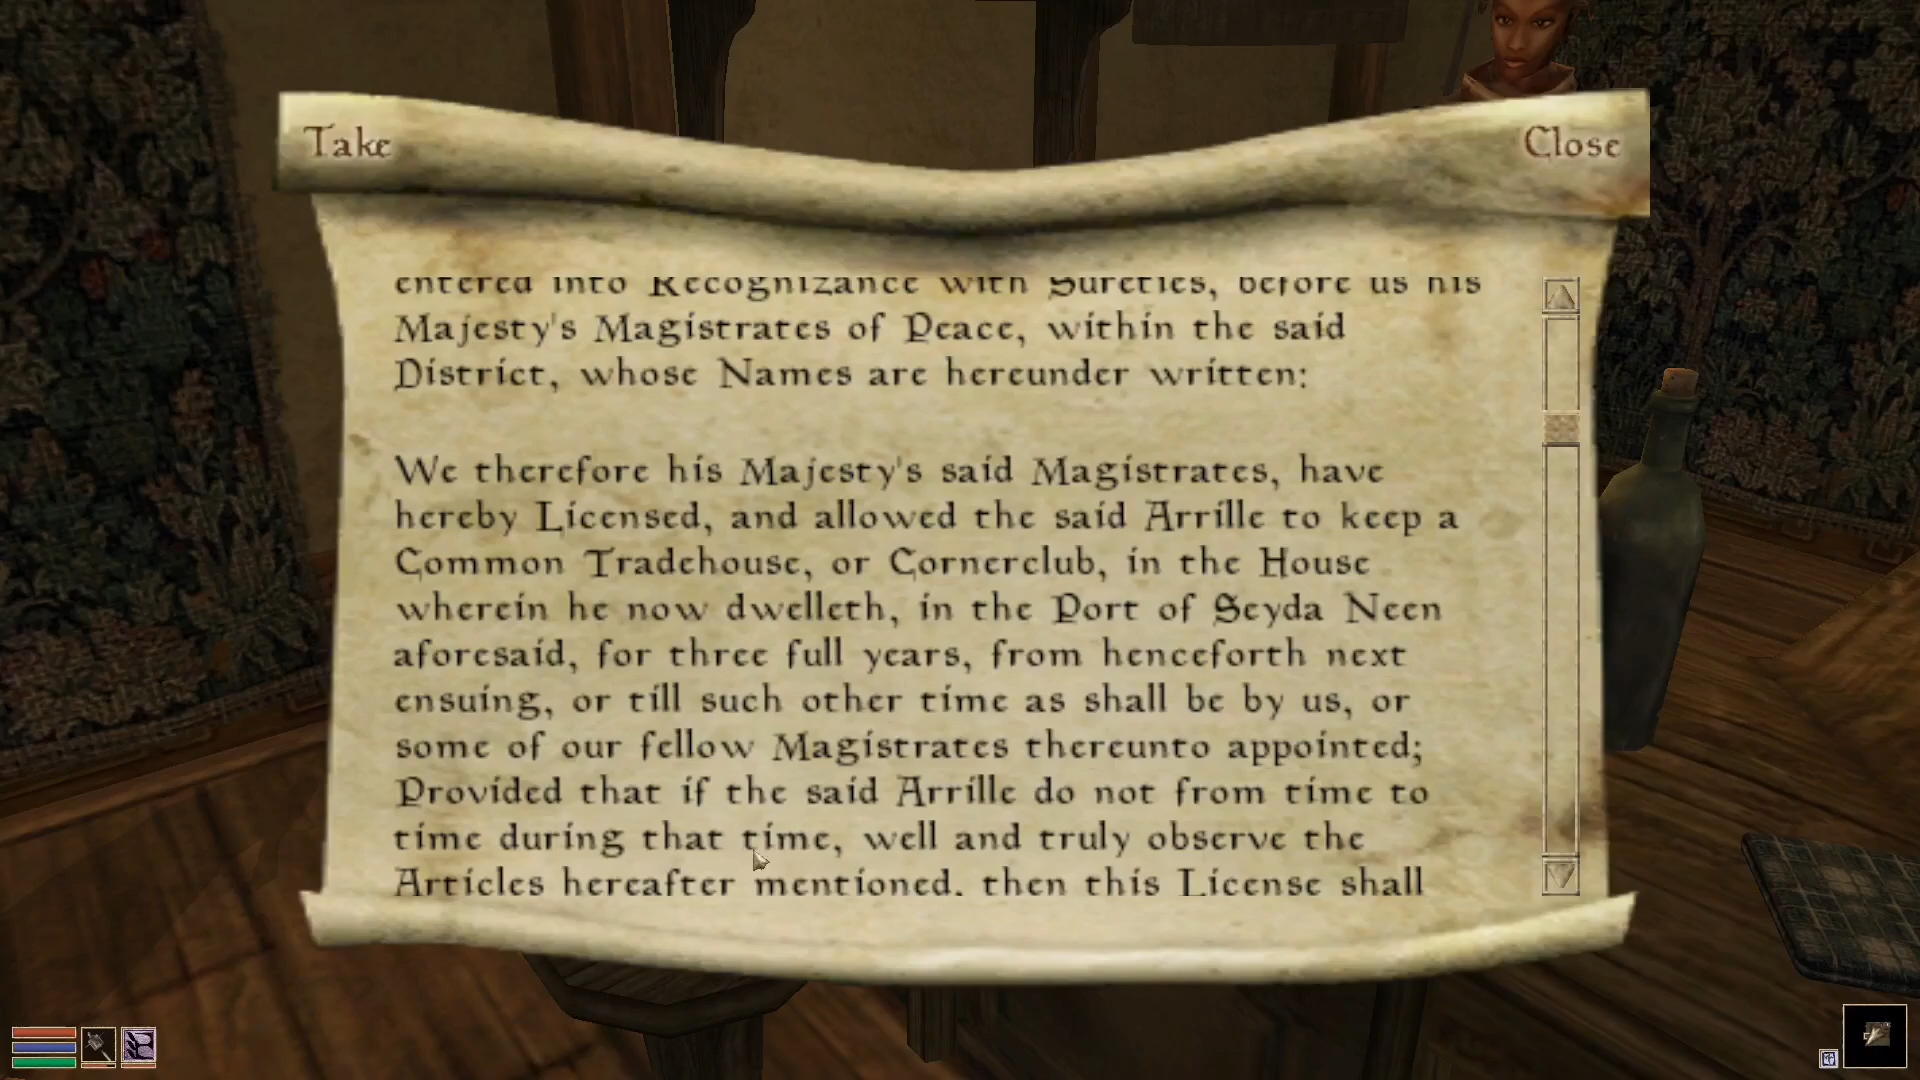 Take
Close
entered into Recognizance with Sureties, before us his
Majesty's Magistrates of Peace, within the said
District, whose Names are hereunder written:
We therefore his Majesty's said Magistrates, have
hereby Licensed, and allowed the said Arrille to keep a
Common Tradehouse, or Cornerclub, in the House
wherein he now dwelleth, in the Port of Seyda Neen
aforesaid, for three full years, from henceforth next
ensuing, or till such other time as shall be by us, or
some of our fellow Magistrates thereunto appointed;
Provided that if the said Arrille do not from time to
time during that time, well and truly observe the
Articles hereafter mentioned, then this License shall